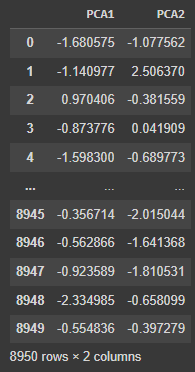 PCA1 PCA2
0 -1.680575 -1.077562
1 -1.140977 2.506370
2 0.970406 -0.381559
3 -0.873776 0.041909
4 -1.598300 -0.689773
... ... ...
8945 -0.356714 -2.015044
8946 -0.562866 -1.641368
8947 -0.923589 -1.810531
8948 -2.334985 -0.658099
8949 -0.554836 -0.397279
8950 rows × 2 columns